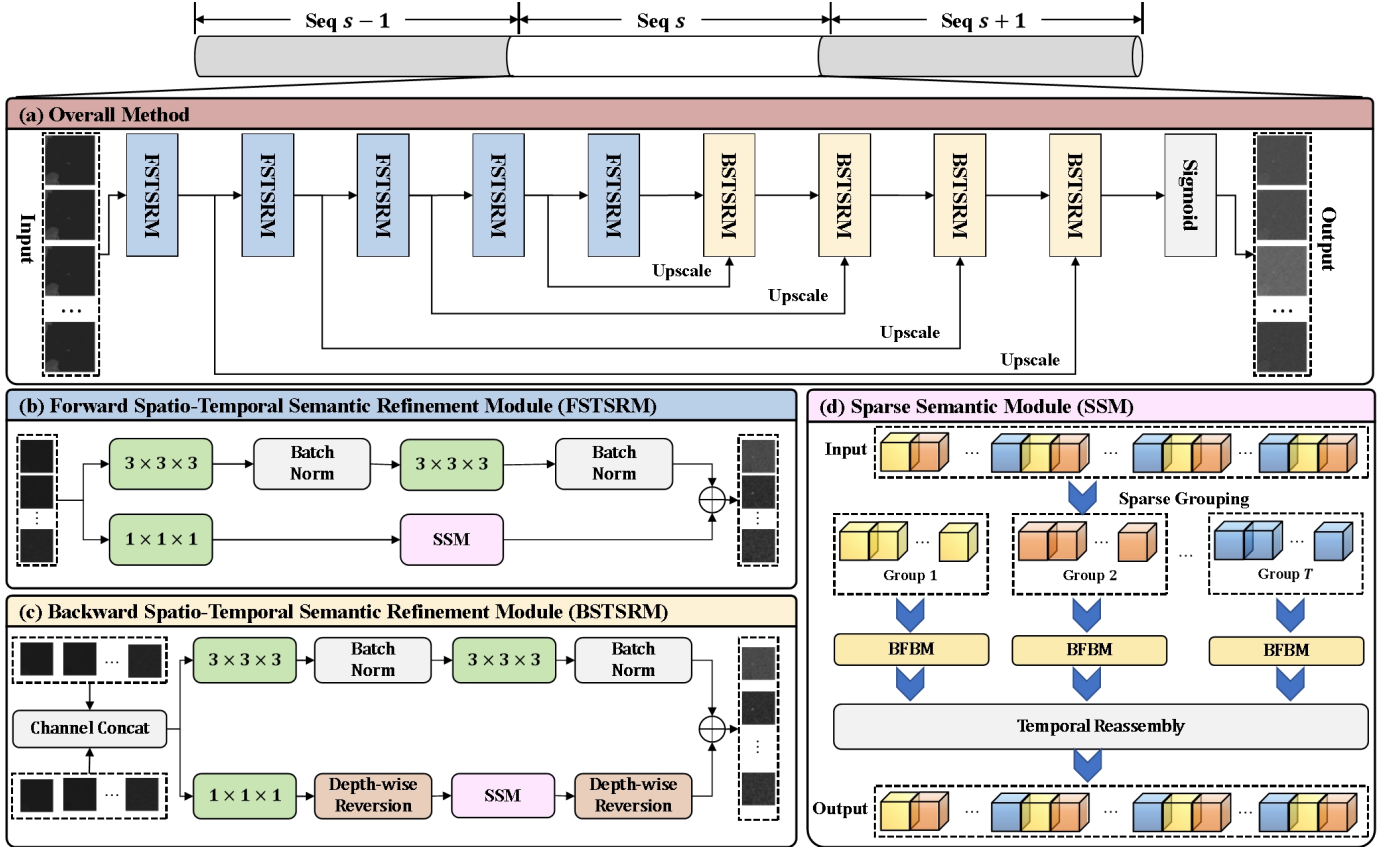 Seq s − 1
Seq s
Seq s + 1
(a) Overall Method
Input
FSTSRM
FSTSRM
FSTSRM
FSTSRM
FSTSRM
BSTSRM
BSTSRM
BSTSRM
BSTSRM
Sigmoid
Output
...
...
Upscale
Upscale
Upscale
Upscale
(b) Forward Spatio-Temporal Semantic Refinement Module (FSTSRM)
3 × 3 × 3
Batch
Norm
3 × 3 × 3
Batch
Norm
1 × 1 × 1
SSM
(c) Backward Spatio-Temporal Semantic Refinement Module (BSTSRM)
...
Channel Concat
...
3 × 3 × 3
Batch
Norm
3 × 3 × 3
Batch
Norm
1 × 1 × 1
Depth-wise
Reversion
SSM
Depth-wise
Reversion
(d) Sparse Semantic Module (SSM)
Input
... ... ...
Sparse Grouping
... ... ... ...
Group 1
Group 2
Group T
BFBM
BFBM
BFBM
Temporal Reassembly
Output
... ... ...